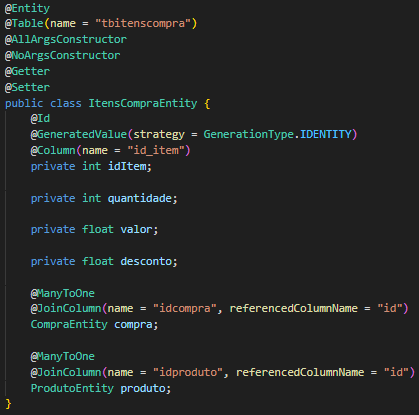 @Entity
@Table(name = "tbitenscompra")
@AllArgsConstructor
@NoArgsConstructor
@Getter
@Setter
public class ItensCompraEntity {
@Id
@GeneratedValue(strategy = GenerationType.IDENTITY)
@Column(name = "id_item")
private int idItem;
private int quantidade;
private float valor;
private float desconto;
@ManyToOne
@JoinColumn(name = "idcompra", referencedColumnName = "id")
CompraEntity compra;
@ManyToOne
@JoinColumn(name = "idproduto", referencedColumnName = "id")
ProdutoEntity produto;
}